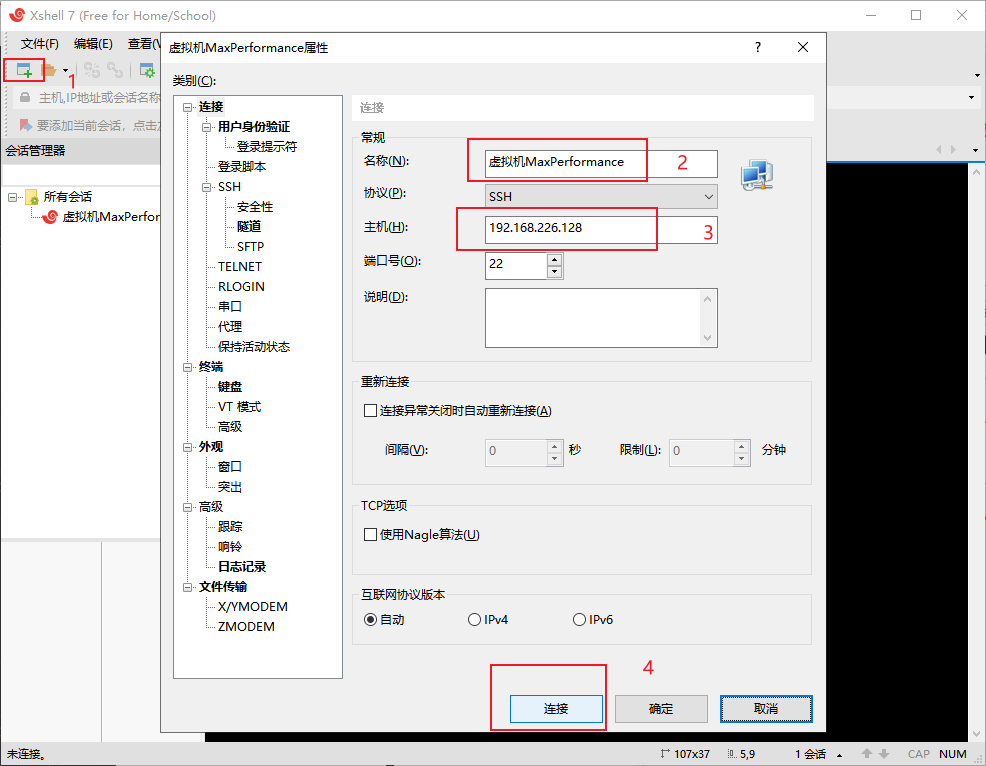 Xshell 7 (Free for Home/School)
文件(F) 编辑(E) 查看(V
1
主机,IP地址或会话名称
要添加当前会话，点击
会话管理器
所有会话
虚拟机MaxPerfor
虚拟机MaxPerformance属性 ?
类别(C):
连接
用户身份验证
登录提示符
登录脚本
SSH
安全性
隧道
SFTP
TELNET
RLOGIN
串口
代理
保持活动状态
终端
键盘
VT 模式
高级
外观
窗口
突出
高级
跟踪
响铃
日志记录
文件传输
X/YMODEM
ZMODEM
连接
常规
名称(N): 虚拟机MaxPerformance 2
协议(P): SSH
主机(H): 192.168.226.128 3
端口号(O): 22
说明(D):
重新连接
连接异常关闭时自动重新连接(A)
间隔(V): 0 秒 限制(L): 0 分钟
TCP选项
使用Nagle算法(U)
互联网协议版本
自动 IPv4 IPv6
4
连接 确定 取消
未连接。 107x37 5,9 1 会话 CAP NUM